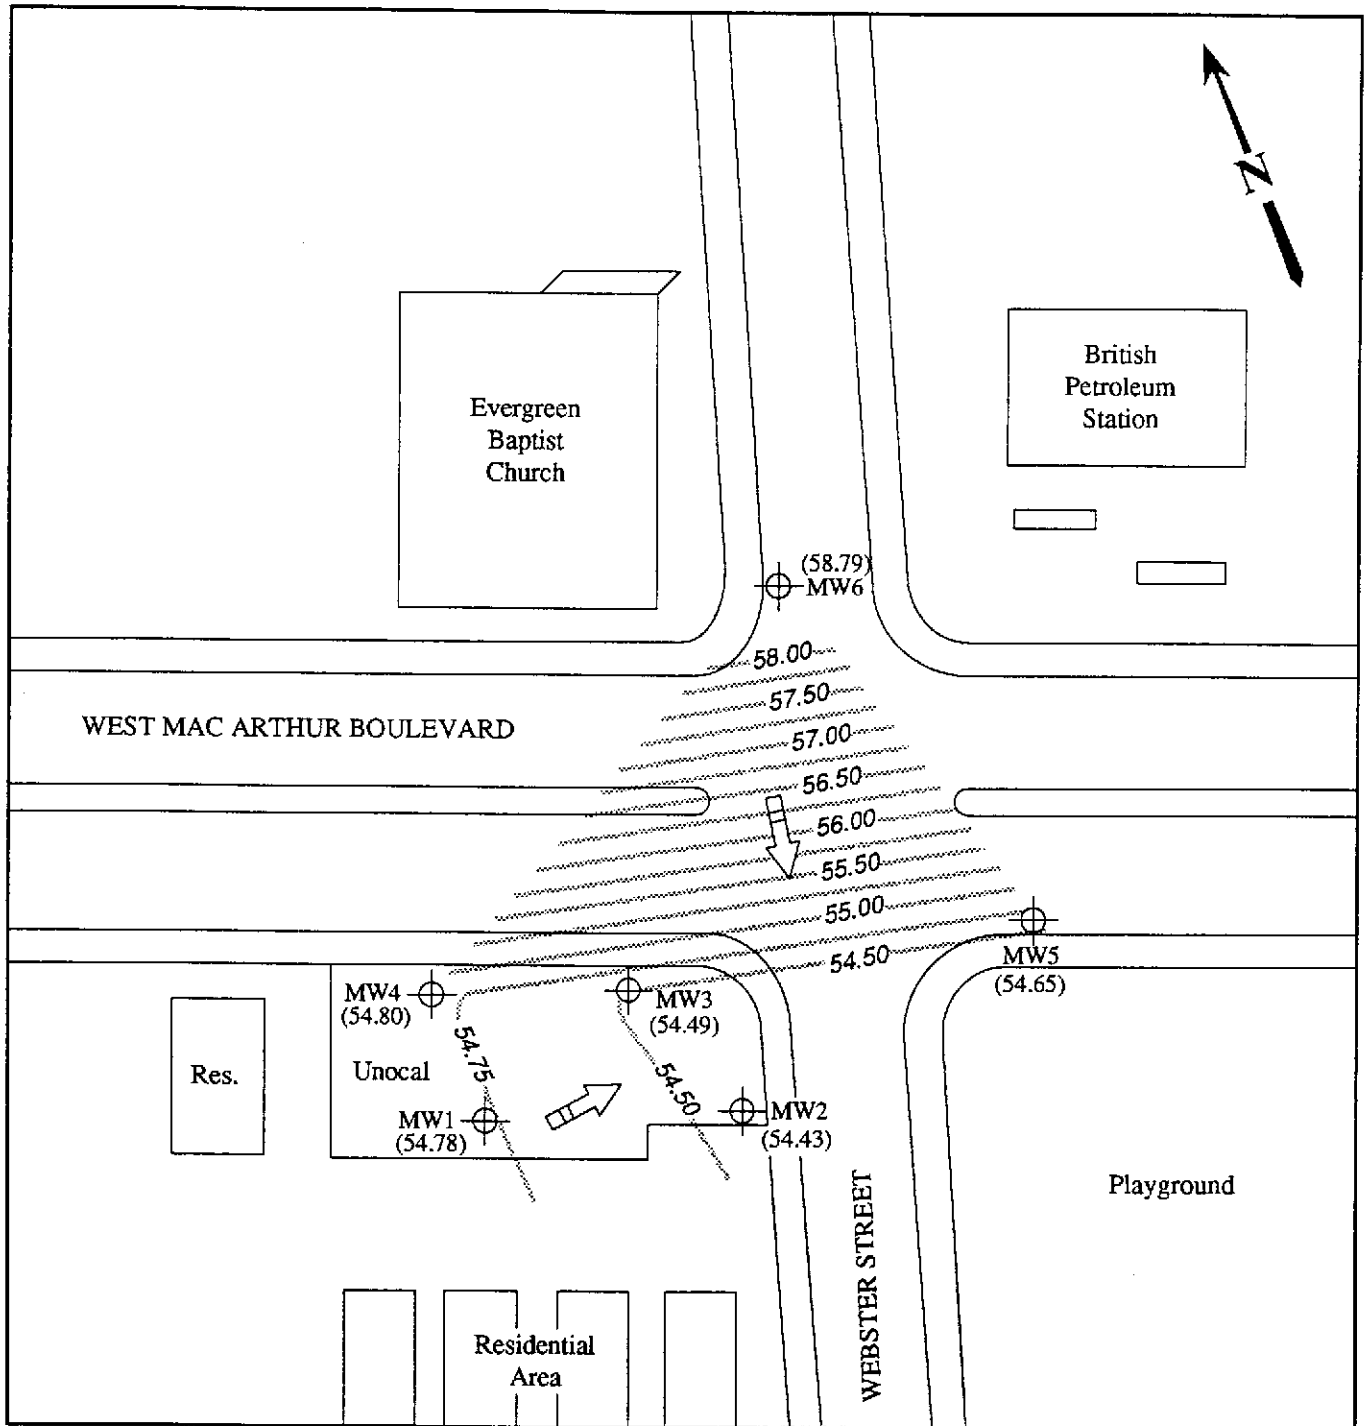 N
British
Petroleum
Station
Evergreen
Baptist
Church
(58.79)
MW6
58.00
57.50
WEST MAC ARTHUR BOULEVARD
57.00
56.50
56.00
55.50
55.00
54.50
MW5
(54.65)
MW4
(54.80)
MW3
(54.49)
54.75
54.50
Res.
Unocal
MW1
(54.78)
MW2
(54.43)
Playground
WEBSTER STREET
Residential
Area